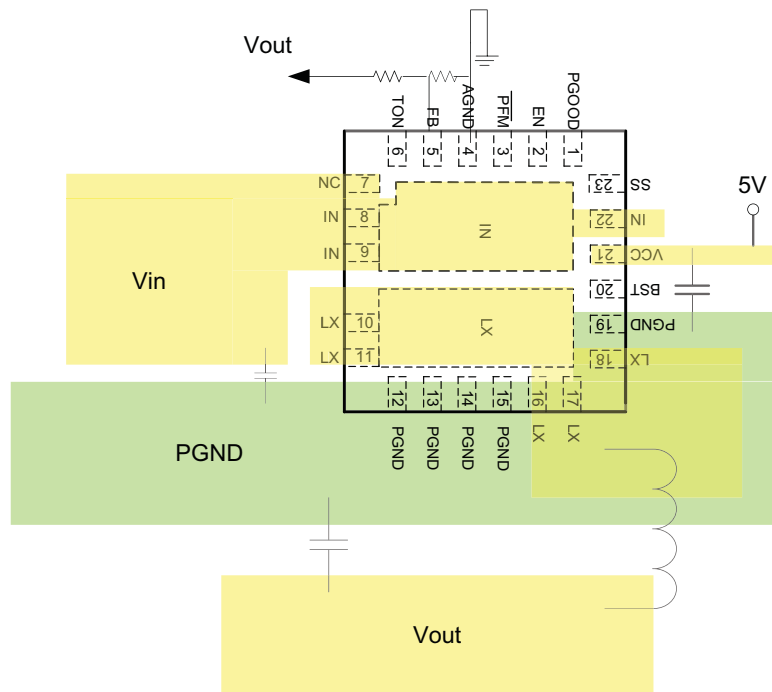 Vout
TON
FB
AGND
PFM
EN
PGOOD
6
5
4
3
2
1
NC 7
IN 8
IN 9
LX 10
LX 11
23 SS
22 IN
21 VCC
20 BST
19 PGND
18 LX
5V
IN
LX
Vin
12
13
14
15
16
17
PGND
PGND
PGND
PGND
LX
LX
PGND
Vout